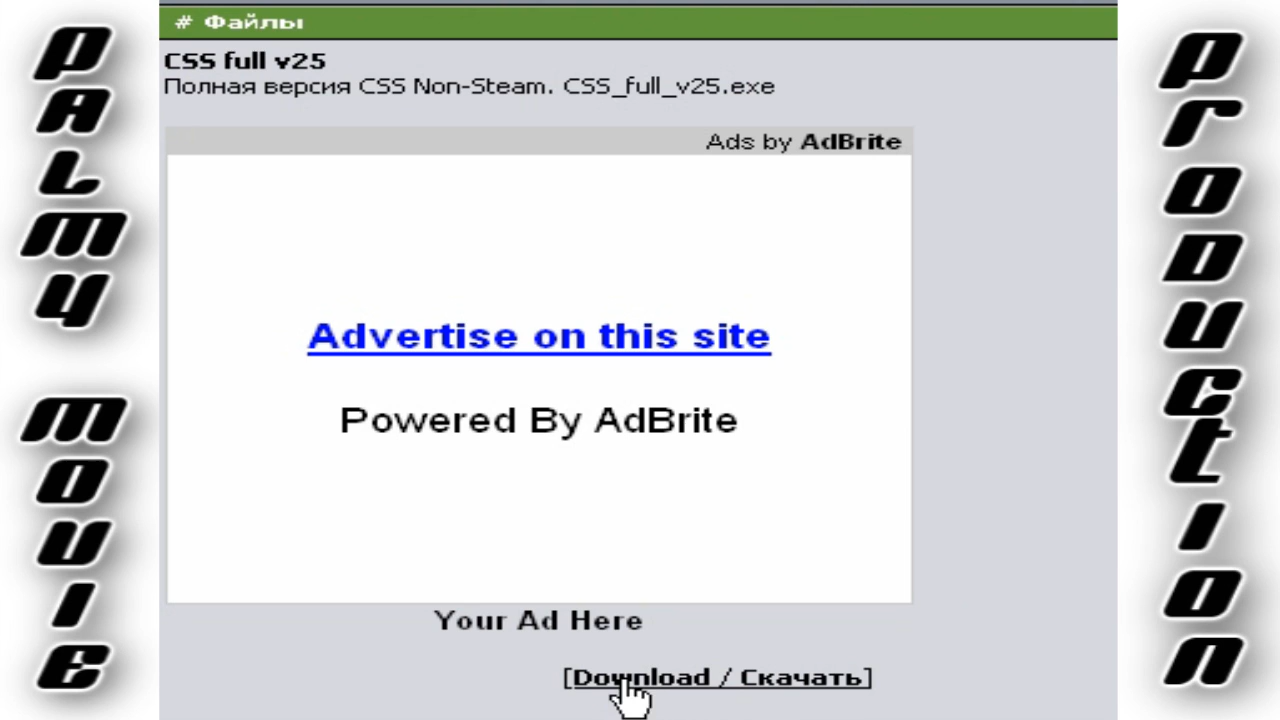 PALMY MOVIE
# Файлы
CSS full v25
Полная версия CSS Non-Steam. CSS_full_v25.exe
Ads by AdBrite
Advertise on this site
Powered By AdBrite
Your Ad Here
[Download / Скачать]
PRODUCTION